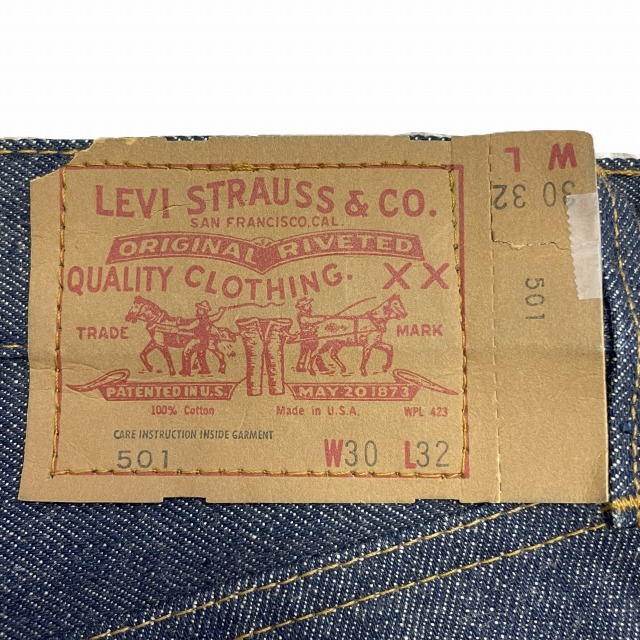 LEVI STRAUSS & CO.
SAN FRANCISCO, CAL.
ORIGINAL RIVETED
QUALITY CLOTHING. XX
TRADE MARK
PATENTED IN U.S. MAY 20 1873
100% Cotton Made in U.S.A. WPL 423
CARE INSTRUCTION INSIDE GARMENT
501 W30 L32
W L
30 32
501